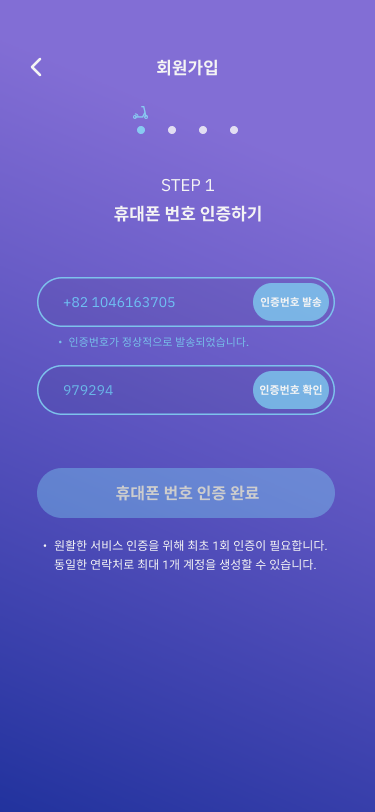 회원가입
STEP 1
휴대폰 번호 인증하기
+82 1046163705
인증번호 발송
• 인증번호가 정상적으로 발송되었습니다.
979294
인증번호 확인
휴대폰 번호 인증 완료
• 원활한 서비스 인증을 위해 최초 1회 인증이 필요합니다.
동일한 연락처로 최대 1개 계정을 생성할 수 있습니다.